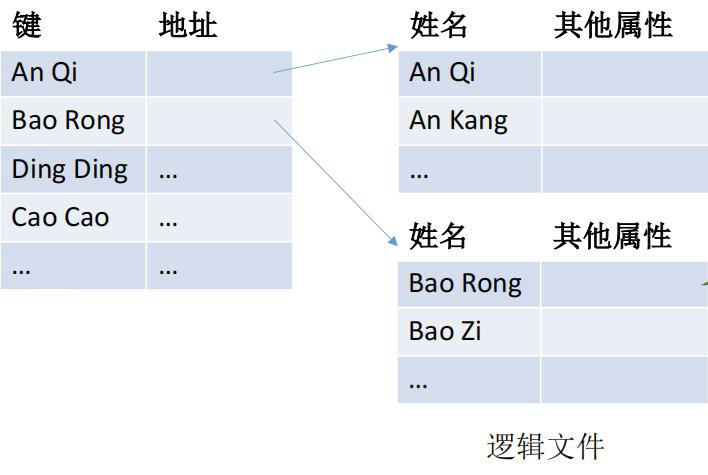 键 地址
An Qi
Bao Rong
Ding Ding ...
Cao Cao ...
... ...
姓名 其他属性
An Qi
An Kang
...
姓名 其他属性
Bao Rong
Bao Zi
...
逻辑文件